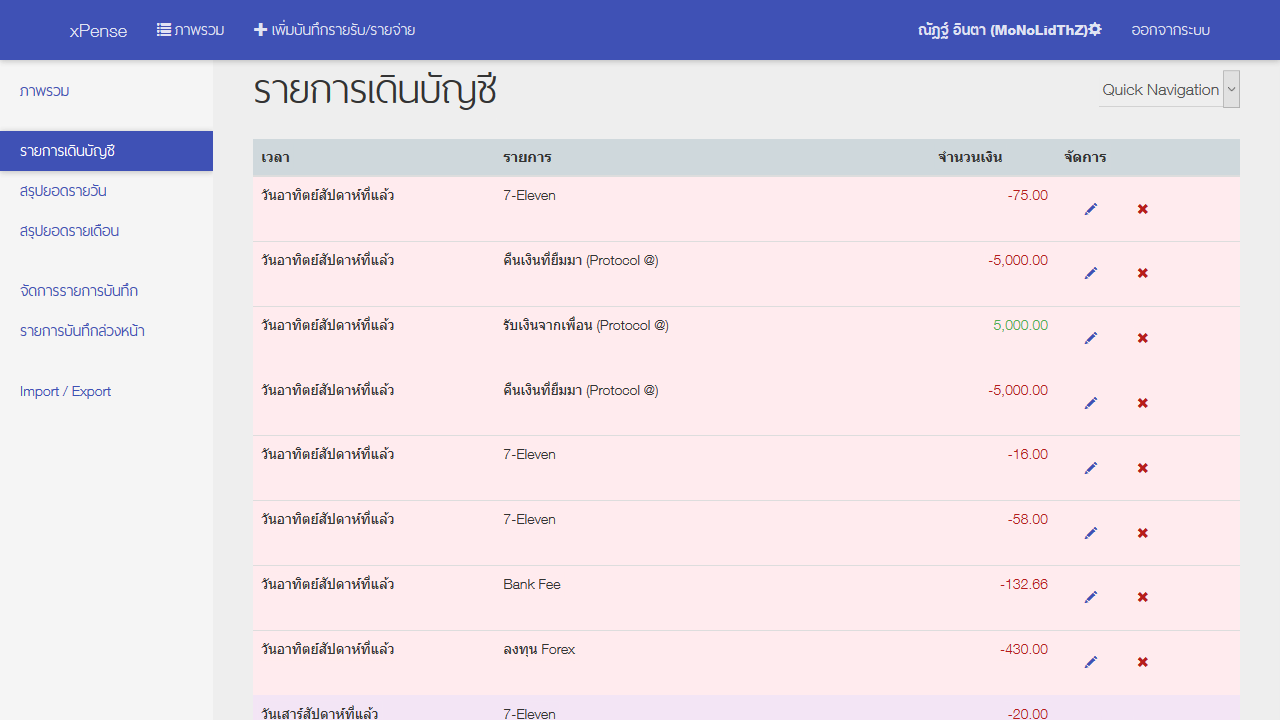 xPense ภาพรวม เพิ่มบันทึกรายรับ/รายจ่าย ณัฏฐ์ อินตา (MoNoLidThZ) ออกจากระบบ
ภาพรวม
รายการเดินบัญชี
สรุปยอดรายวัน
สรุปยอดรายเดือน
จัดการรายการบันทึก
รายการบันทึกล่วงหน้า
Import / Export
รายการเดินบัญชี
Quick Navigation
เวลา รายการ จำนวนเงิน จัดการ
วันอาทิตย์สัปดาห์ที่แล้ว 7-Eleven -75.00
วันอาทิตย์สัปดาห์ที่แล้ว คืนเงินที่ยืมมา (Protocol @) -5,000.00
วันอาทิตย์สัปดาห์ที่แล้ว รับเงินจากเพื่อน (Protocol @) 5,000.00
วันอาทิตย์สัปดาห์ที่แล้ว คืนเงินที่ยืมมา (Protocol @) -5,000.00
วันอาทิตย์สัปดาห์ที่แล้ว 7-Eleven -16.00
วันอาทิตย์สัปดาห์ที่แล้ว 7-Eleven -58.00
วันอาทิตย์สัปดาห์ที่แล้ว Bank Fee -132.66
วันอาทิตย์สัปดาห์ที่แล้ว ลงทุน Forex -430.00
วันเสาร์สัปดาห์ที่แล้ว 7-Eleven -20.00